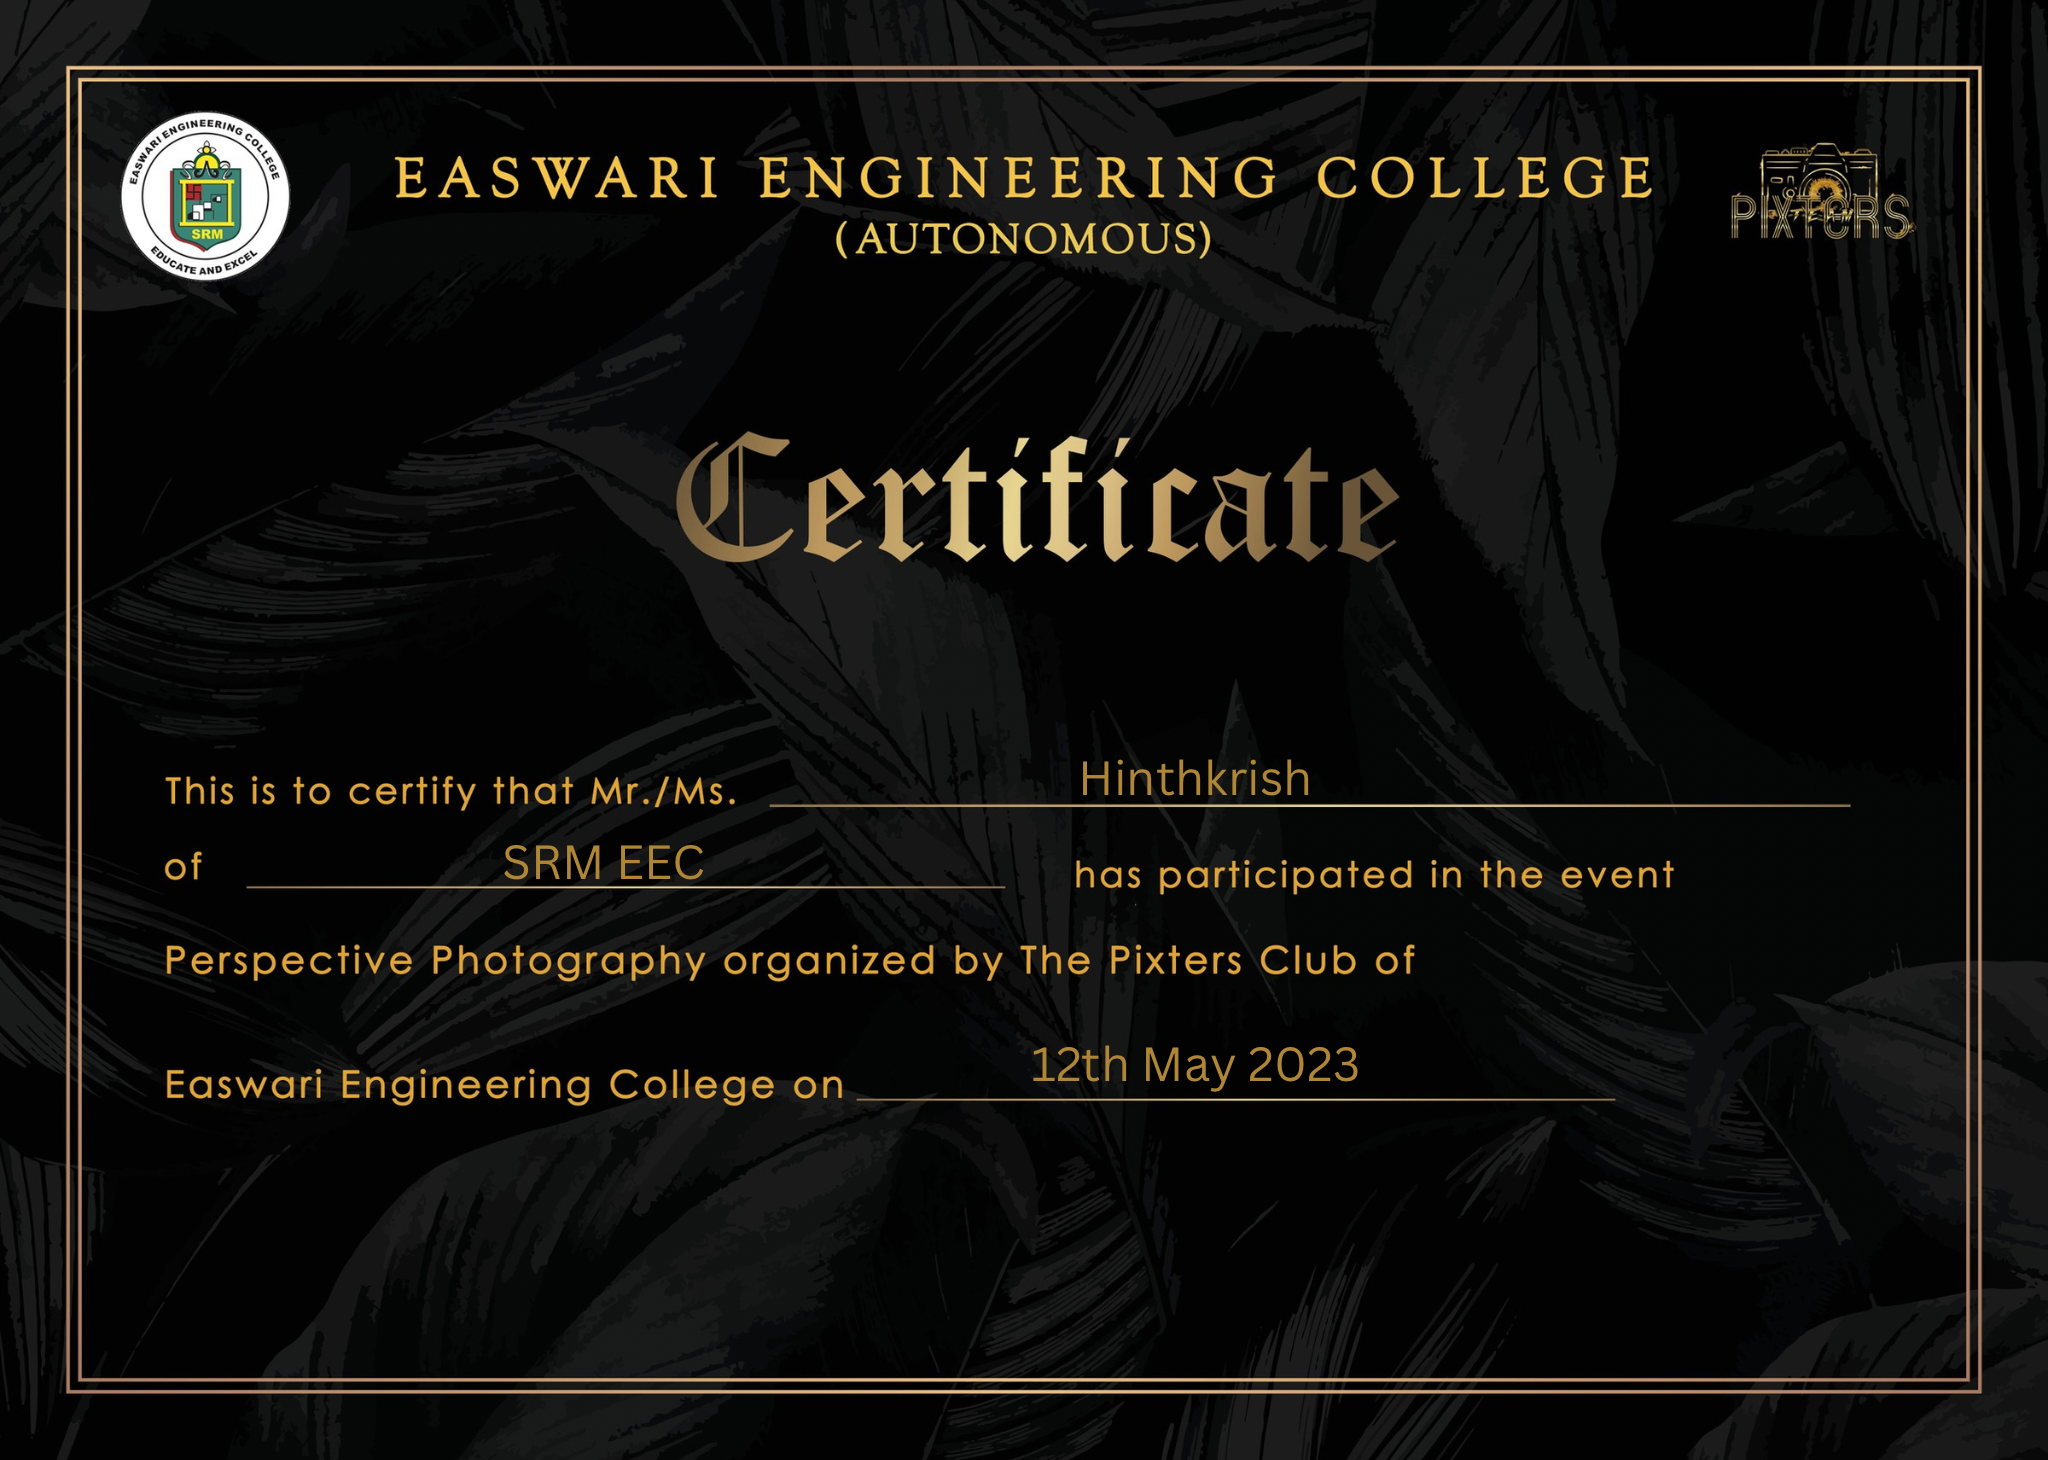 EASWARI ENGINEERING COLLEGE
SRM
EDUCATE AND EXCEL
EASWARI ENGINEERING COLLEGE
(AUTONOMOUS)
PIXTERS
Certificate
This is to certify that Mr./Ms. Hinthkrish
of SRM EEC has participated in the event
Perspective Photography organized by The Pixters Club of
Easwari Engineering College on 12th May 2023